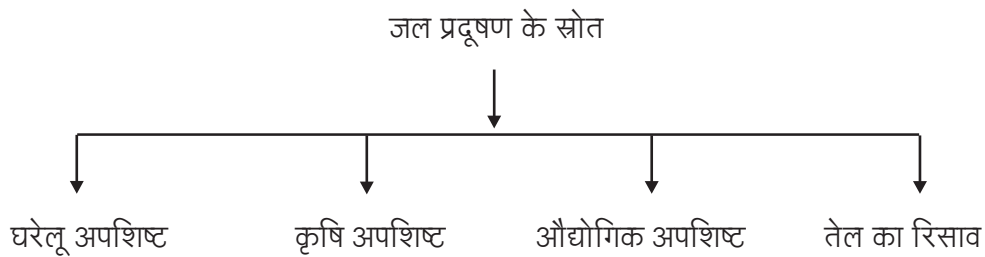 जल प्रदूषण के स्रोत
घरेलू अपशिष्ट कृषि अपशिष्ट औद्योगिक अपशिष्ट तेल का रिसाव